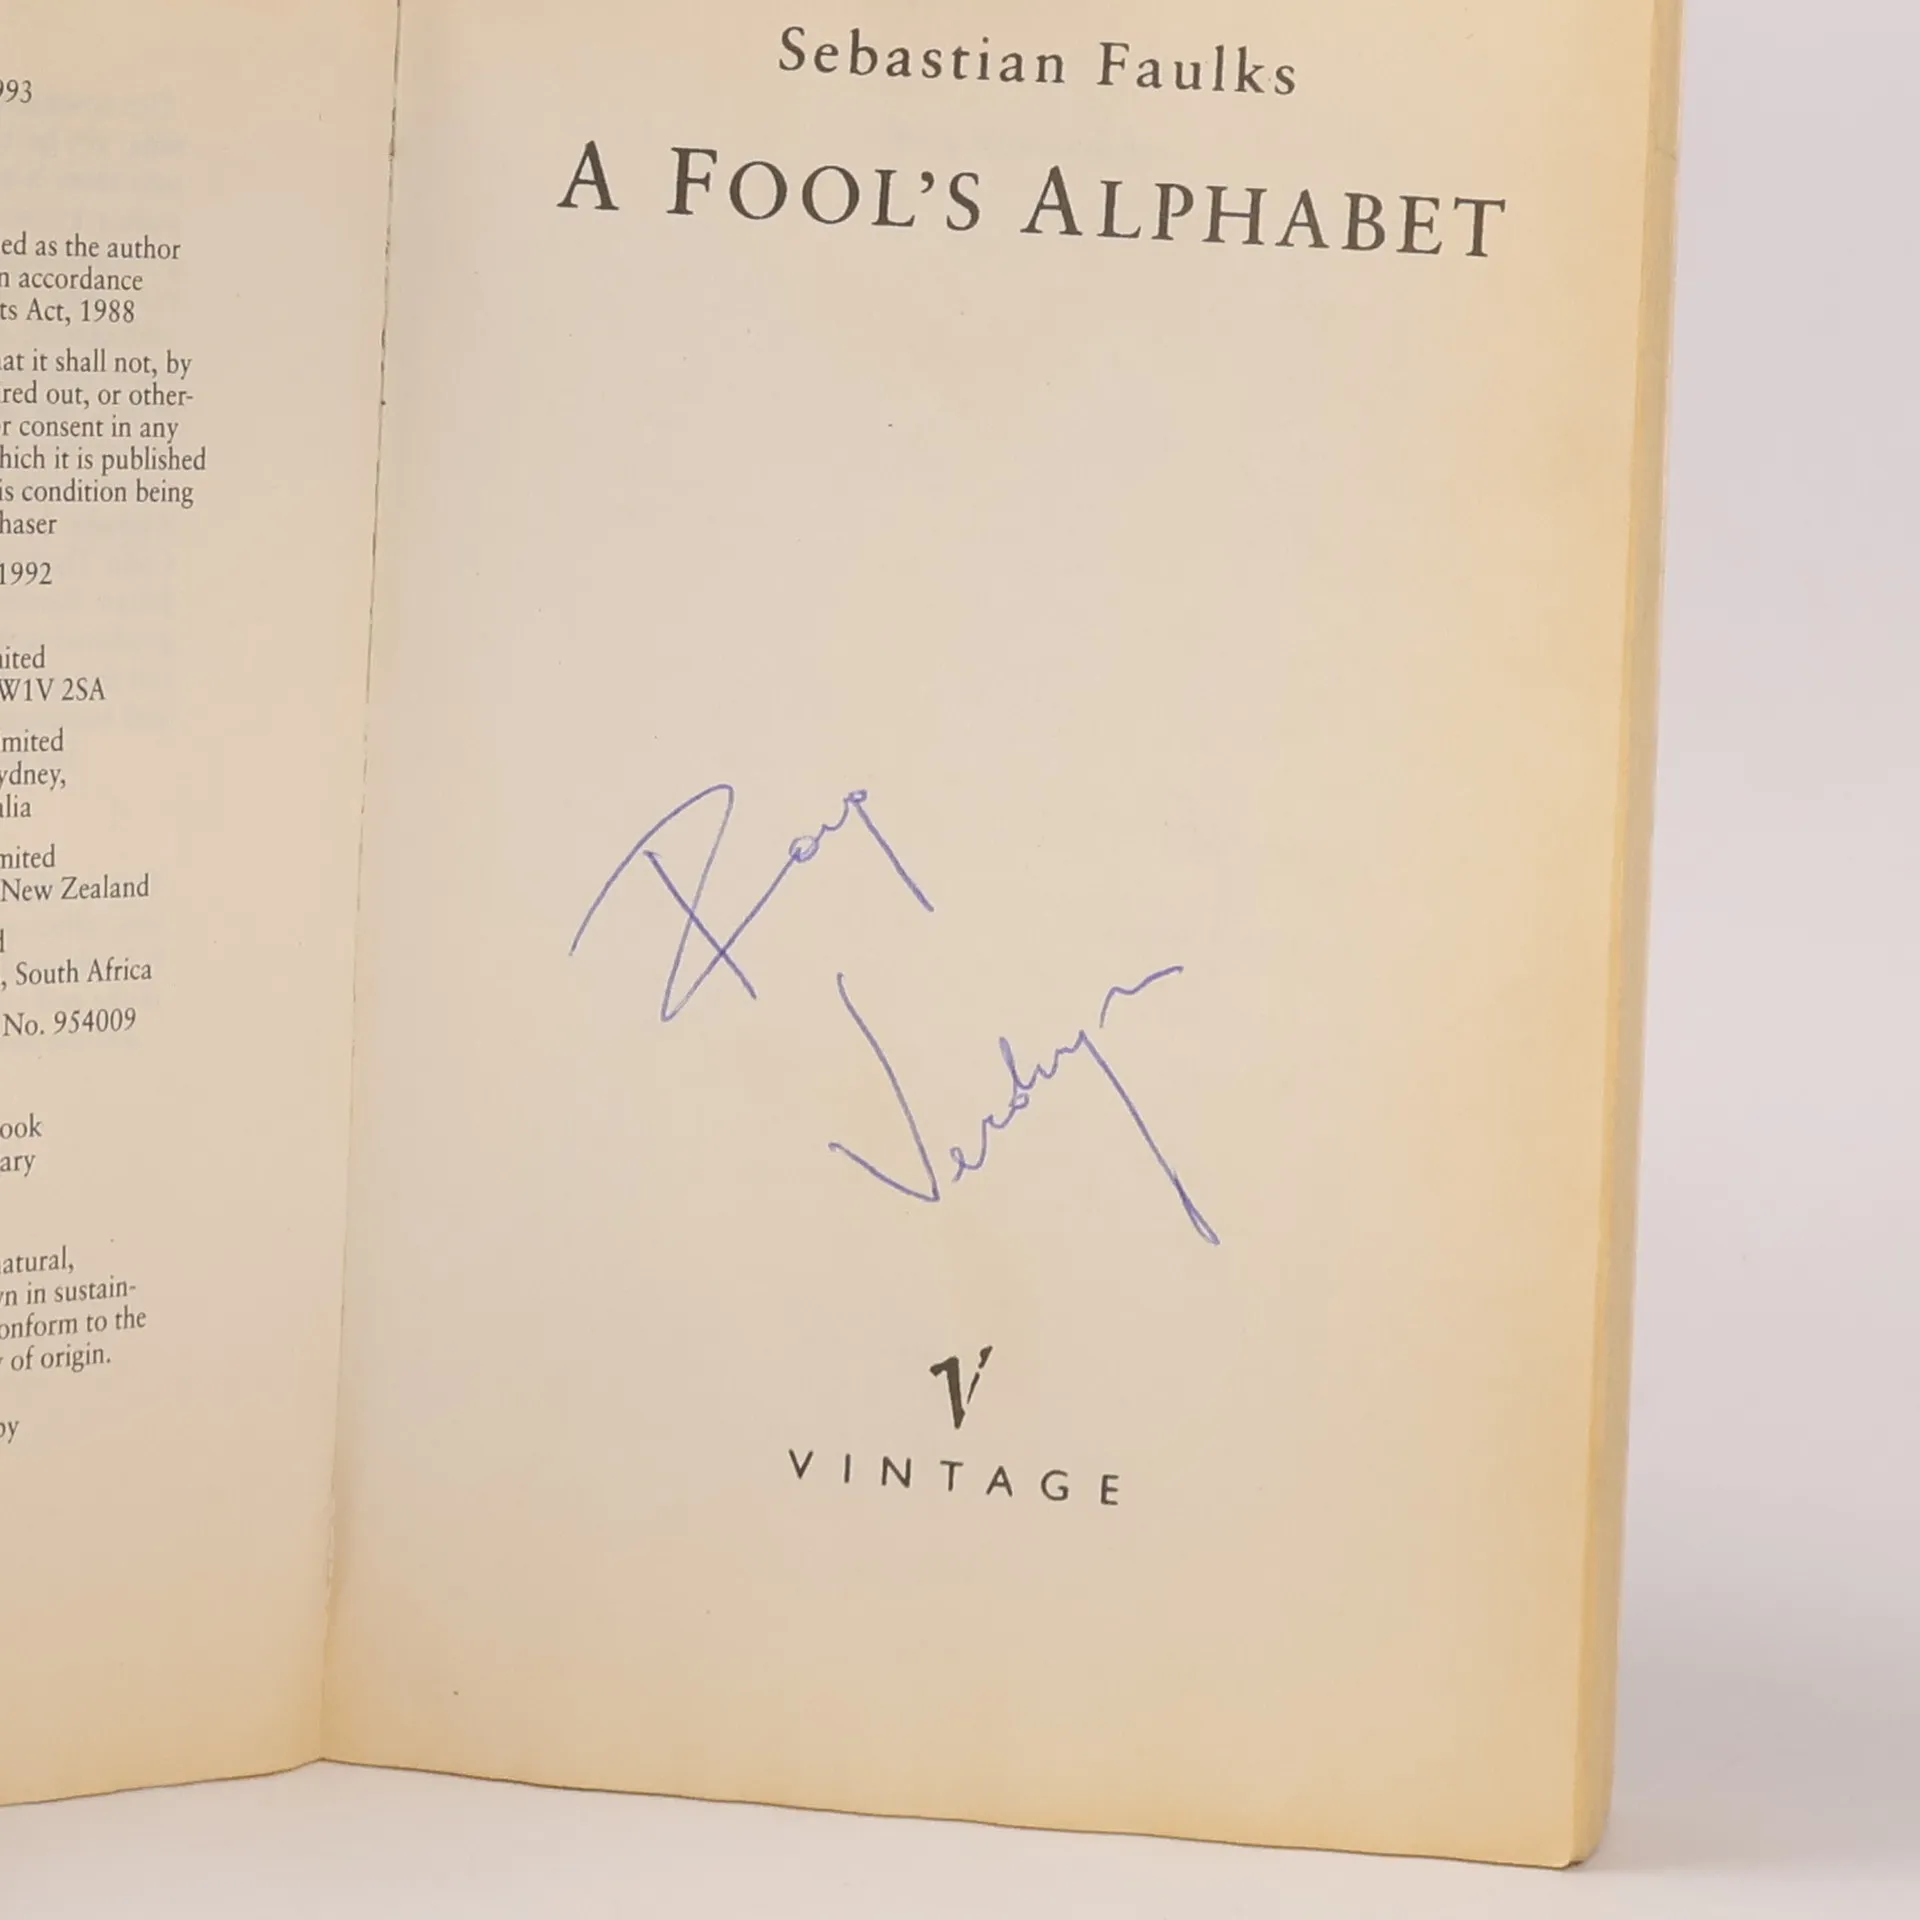 993
ed as the author
n accordance
ts Act, 1988
at it shall not, by
red out, or other-
r consent in any
hich it is published
is condition being
haser
1992
ited
W1V 2SA
mited
ydney,
lia
mited
New Zealand
d
, South Africa
No. 954009
ook
ary
atural,
n in sustain-
onform to the
of origin.
by
Sebastian Faulks
A FOOL'S ALPHABET
V
VINTAGE